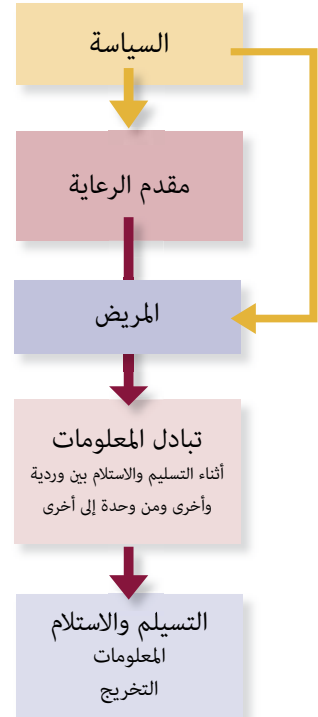 السياسة
مقدم الرعاية
المريض
تبادل المعلومات
أثناء التسليم والاستلام بين وردية
وأخرى ومن وحدة إلى أخرى
التسيلم والاستلام
المعلومات
التخريج